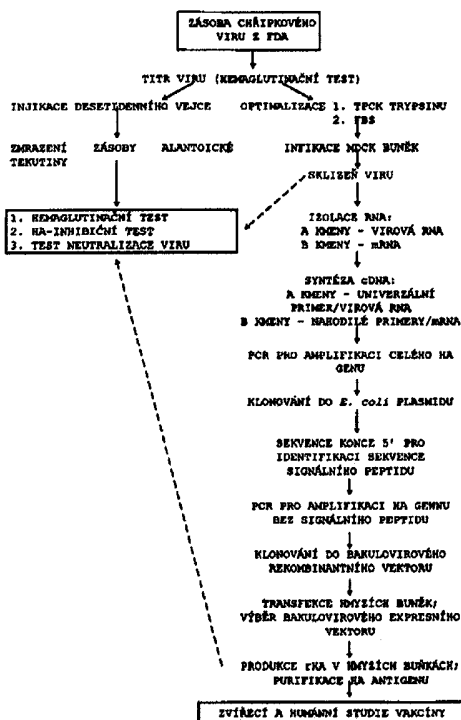 ZÁSOBA CHŘIPKOVÉHO
VIRU Z FDA
TITR VIRU (HEMAGLUTINAČNÍ TEST)
INJIKACE DESETIDENNÍHO VEJCE
OPTIMALIZACE 1. TPCK TRYPSINU
2. FBS
ZMRAZENÍ ZÁSOBY ALANTOICKÉ
TEKUTINY
INFIKACE MDCK BUNĚK
SKLIZEŇ VIRU
1. HEMAGLUTINAČNÍ TEST
2. HA-INHIBIČNÍ TEST
3. TEST NEUTRALIZACE VIRU
IZOLACE RNA:
A KMENY - VIROVÁ RNA
B KMENY - mRNA
SYNTÉZA cDNA:
A KMENY - UNIVERZÁLNÍ
PRIMER/VIROVÁ RNA
B KMENY - NAHODILÉ PRIMERY/mRNA
PCR PRO AMPLIFIKACI CELÉHO HA
GENU
KLONOVÁNÍ DO E. coli PLASMIDU
SEKVENCE KONCE 5' PRO
IDENTIFIKACI SEKVENCE
SIGNÁLNÍHO PEPTIDU
PCR PRO AMPLIFIKACI HA GENNU
BEZ SIGNÁLNÍHO PEPTIDU
KLONOVÁNÍ DO BAKULOVIROVÉHO
REKOMBINANTNÍHO VEKTORU
TRANSFEKCE HMYZÍCH BUNĚK;
VÝBĚR BAKULOVIROVÉHO EXPRESNÍHO
VEKTORU
PRODUKCE rHA V HMYZÍCH BUŇKÁCH;
PURIFIKACE HA ANTIGENU
ZVÍŘECÍ A HUMÁNNÍ STUDIE VAKCÍNY